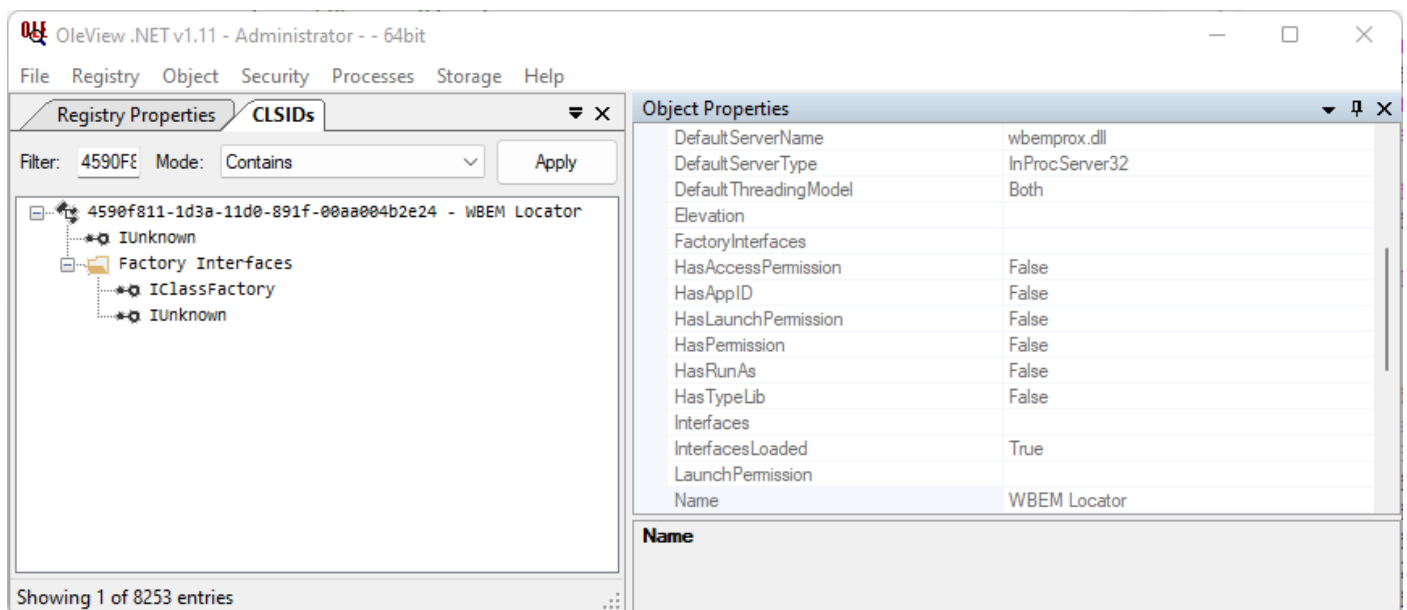 OleView .NET v1.11 - Administrator - - 64bit
File Registry Object Security Processes Storage Help
Registry Properties CLSIDs
Filter: 4590F8 Mode: Contains Apply
4590f811-1d3a-11d0-891f-00aa004b2e24 - WBEM Locator
IUnknown
Factory Interfaces
IClassFactory
IUnknown
Showing 1 of 8253 entries
Object Properties
DefaultServerName wbemprox.dll
DefaultServerType InProcServer32
DefaultThreadingModel Both
Elevation
FactoryInterfaces
HasAccessPermission False
HasAppID False
HasLaunchPermission False
HasPermission False
HasRunAs False
HasTypeLib False
Interfaces
InterfacesLoaded True
LaunchPermission
Name WBEM Locator
Name